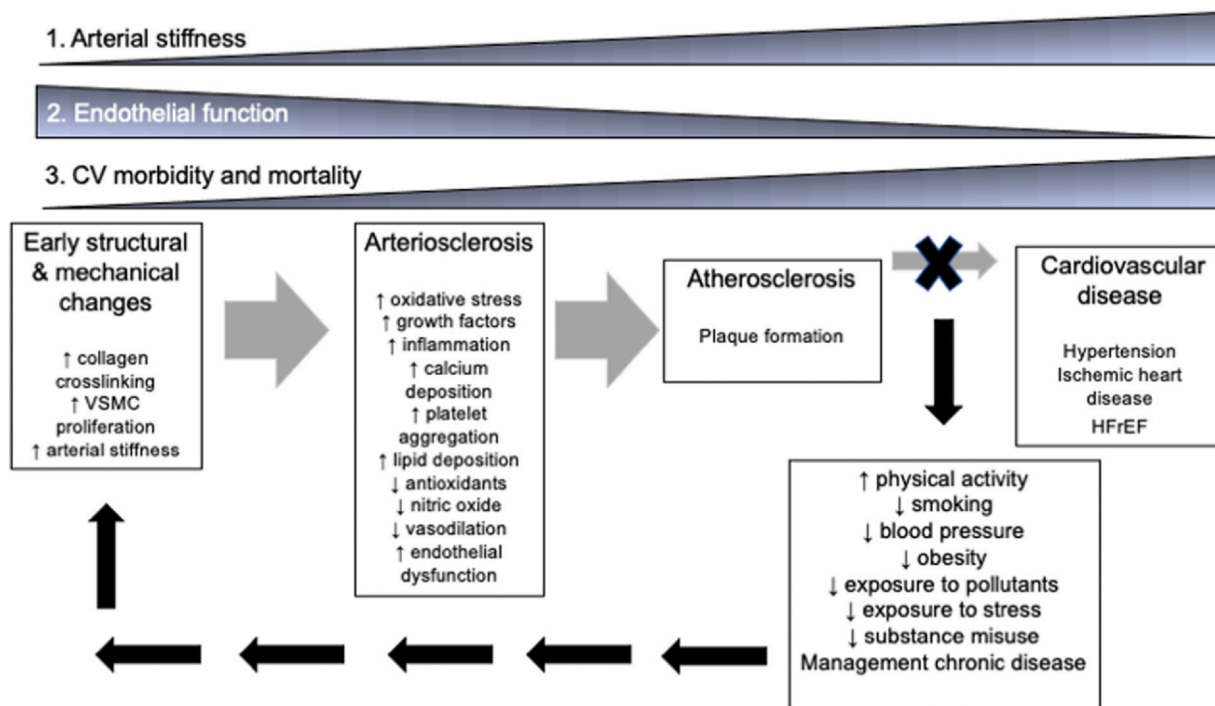 1. Arterial stiffness
2. Endothelial function
3. CV morbidity and mortality
Early structural
& mechanical
changes
↑ collagen
crosslinking
↑ VSMC
proliferation
↑ arterial stiffness
Arteriosclerosis
↑ oxidative stress
↑ growth factors
↑ inflammation
↑ calcium
deposition
↑ platelet
aggregation
↑ lipid deposition
↓ antioxidants
↓ nitric oxide
↓ vasodilation
↑ endothelial
dysfunction
Atherosclerosis
Plaque formation
Cardiovascular
disease
Hypertension
Ischemic heart
disease
HFrEF
↑ physical activity
↓ smoking
↓ blood pressure
↓ obesity
↓ exposure to pollutants
↓ exposure to stress
↓ substance misuse
Management chronic disease